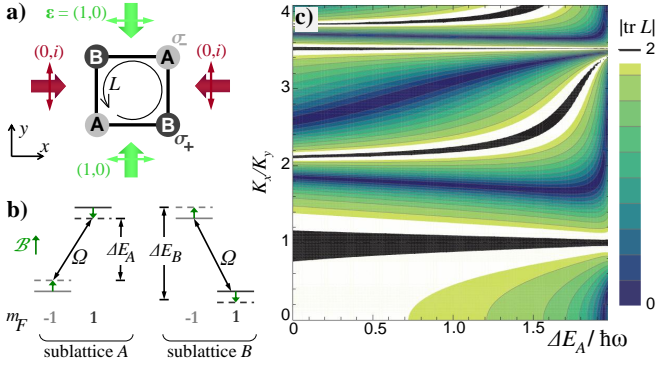 a)
ε = (1,0)
(0,i)
(0,i)
B
A
σ-
L
A
B
σ+
y
x
(1,0)
b)
ℬ
Ω
ΔE_A
ΔE_B
Ω
m_F
-1
1
-1
1
sublattice A
sublattice B
c)
|tr L|
2
0
K_x/K_y
4
3
2
1
0
0
0.5
1.0
1.5
ΔE_A/ ħω